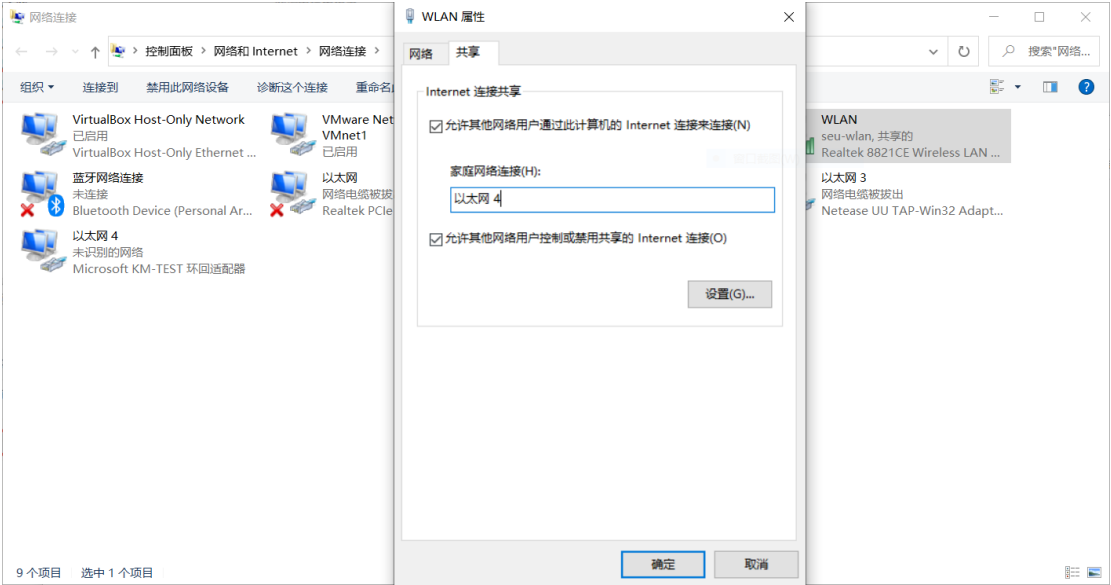 网络连接
控制面板 网络和 Internet 网络连接
搜索"网络...
组织 连接到 禁用此网络设备 诊断这个连接 重命名
VirtualBox Host-Only Network
已启用
VirtualBox Host-Only Ethernet ...
VMware Net
VMnet1
已启用
蓝牙网络连接
未连接
Bluetooth Device (Personal Ar...
以太网
网络电缆被拔
Realtek PCIe
以太网 4
未识别的网络
Microsoft KM-TEST 环回适配器
WLAN 属性
网络 共享
Internet 连接共享
允许其他网络用户通过此计算机的 Internet 连接来连接(N)
家庭网络连接(H):
以太网 4
允许其他网络用户控制或禁用共享的 Internet 连接(O)
设置(G)...
确定 取消
WLAN
seu-wlan, 共享的
Realtek 8821CE Wireless LAN ...
以太网 3
网络电缆被拔出
Netease UU TAP-Win32 Adapt...
9 个项目 选中 1 个项目